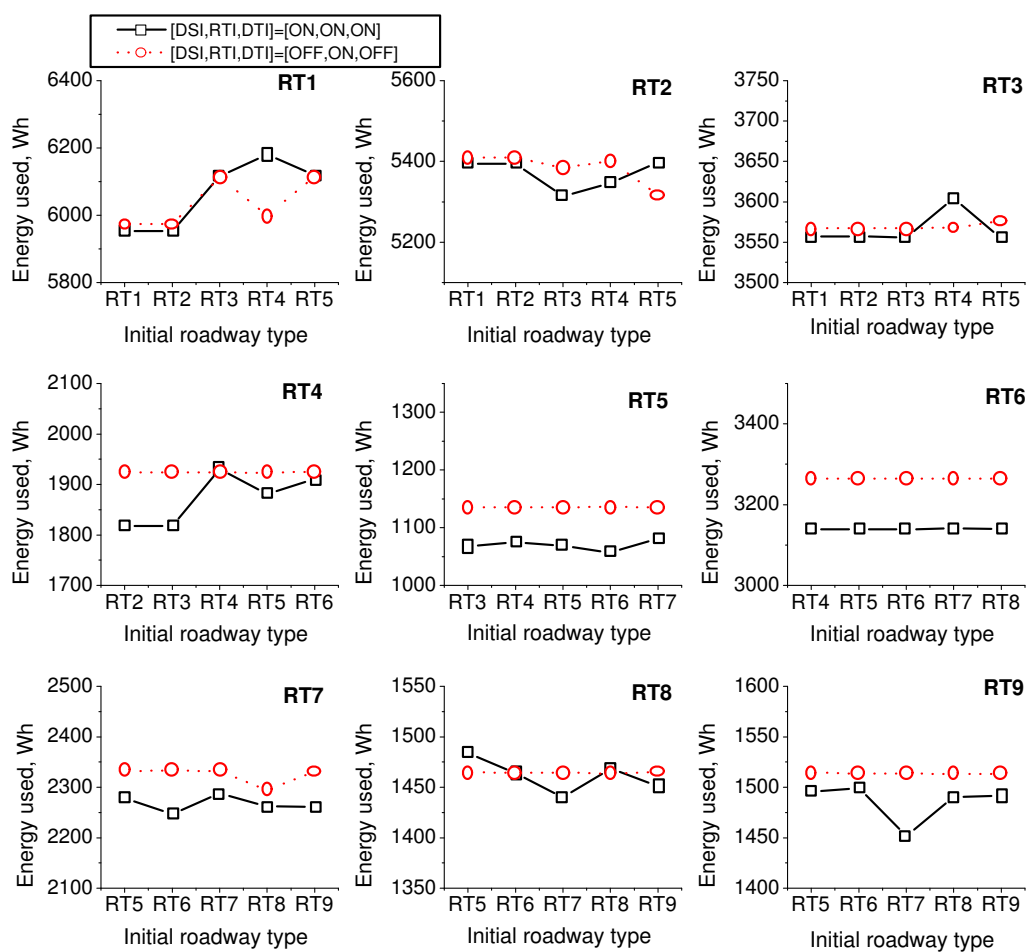 [DSI,RTI,DTI]=[ON,ON,ON]
[DSI,RTI,DTI]=[OFF,ON,OFF]
RT1
Energy used, Wh
6400
6200
6000
5800
RT1 RT2 RT3 RT4 RT5
Initial roadway type
RT2
Energy used, Wh
5600
5400
5200
RT1 RT2 RT3 RT4 RT5
Initial roadway type
RT3
Energy used, Wh
3750
3700
3650
3600
3550
3500
RT1 RT2 RT3 RT4 RT5
Initial roadway type
RT4
Energy used, Wh
2100
2000
1900
1800
1700
RT2 RT3 RT4 RT5 RT6
Initial roadway type
RT5
Energy used, Wh
1300
1200
1100
1000
RT3 RT4 RT5 RT6 RT7
Initial roadway type
RT6
Energy used, Wh
3400
3200
3000
RT4 RT5 RT6 RT7 RT8
Initial roadway type
RT7
Energy used, Wh
2500
2400
2300
2200
2100
RT5 RT6 RT7 RT8 RT9
Initial roadway type
RT8
Energy used, Wh
1550
1500
1450
1400
1350
RT5 RT6 RT7 RT8 RT9
Initial roadway type
RT9
Energy used, Wh
1600
1550
1500
1450
1400
RT5 RT6 RT7 RT8 RT9
Initial roadway type